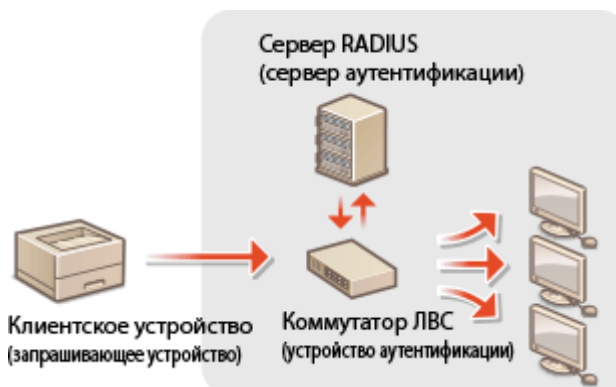 Сервер RADIUS
(сервер аутентификации)
Клиентское устройство
(запрашивающее устройство)
Коммутатор ЛВС
(устройство аутентификации)